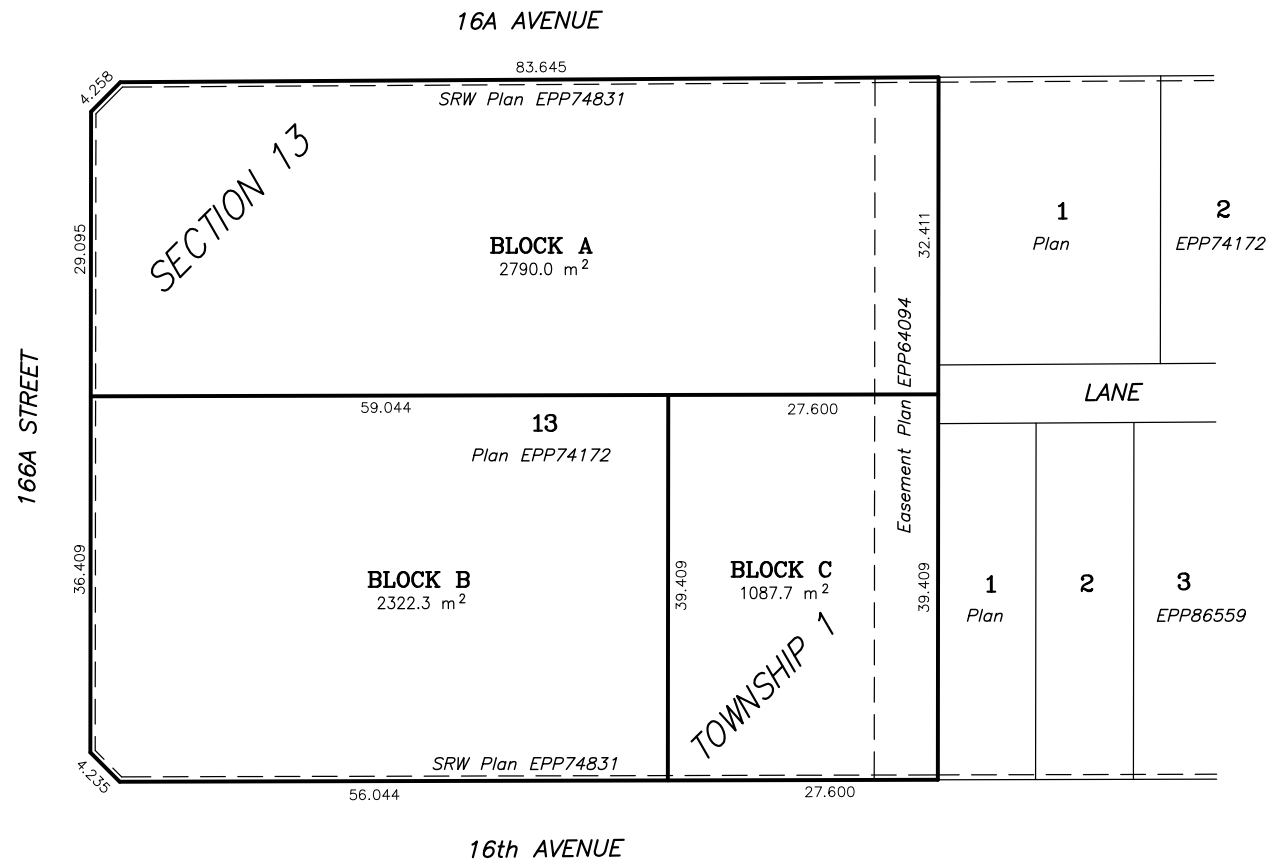 16A AVENUE
83.645
4.258
SRW Plan EPP74831
SECTION 13
29.095
BLOCK A
2790.0 m²
32.411
1
Plan
2
EPP74172
Easement Plan EPP64094
166A STREET
LANE
59.044
27.600
13
Plan EPP74172
36.409
BLOCK B
2322.3 m²
39.409
BLOCK C
1087.7 m²
39.409
1
Plan
2
3
EPP86559
TOWNSHIP 1
SRW Plan EPP74831
4.235
56.044
27.600
16th AVENUE